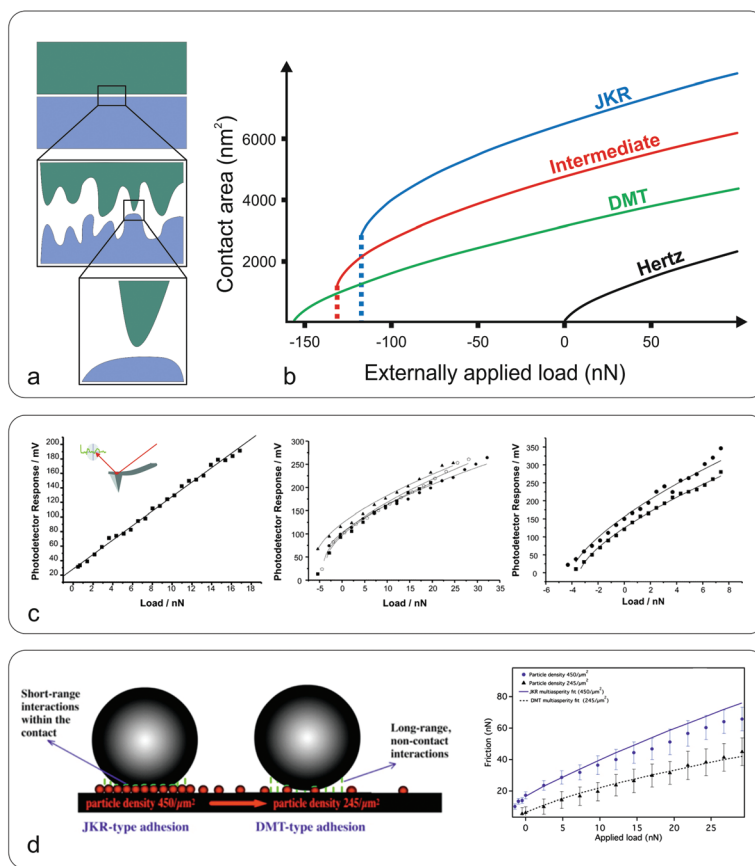 a
Contact area (nm²)
6000
4000
2000
JKR
Intermediate
DMT
Hertz
-150
-100
-50
0
50
Externally applied load (nN)
b
Photodetector Response / mV
200
180
160
140
120
100
80
60
40
20
0 2 4 6 8 10 12 14 16 18
Load / nN
Photodetector Response / mV
300
250
200
150
100
50
0
-5 0 5 10 15 20 25 30 35
Load / nN
Photodetector Response / mV
350
300
250
200
150
100
50
0
-6 -4 -2 0 2 4 6 8
Load / nN
c
Short-range
interactions
within the
contact
Long-range,
non-contact
interactions
particle density 450/μm²
particle density 245/μm²
JKR-type adhesion
DMT-type adhesion
Particle density 450/μm²
Particle density 245/μm²
JKR multiasperity fit (450/μm²)
DMT multiasperity fit (245/μm²)
Friction (nN)
80
60
40
20
0 5 10 15 20 25
Applied load (nN)
d